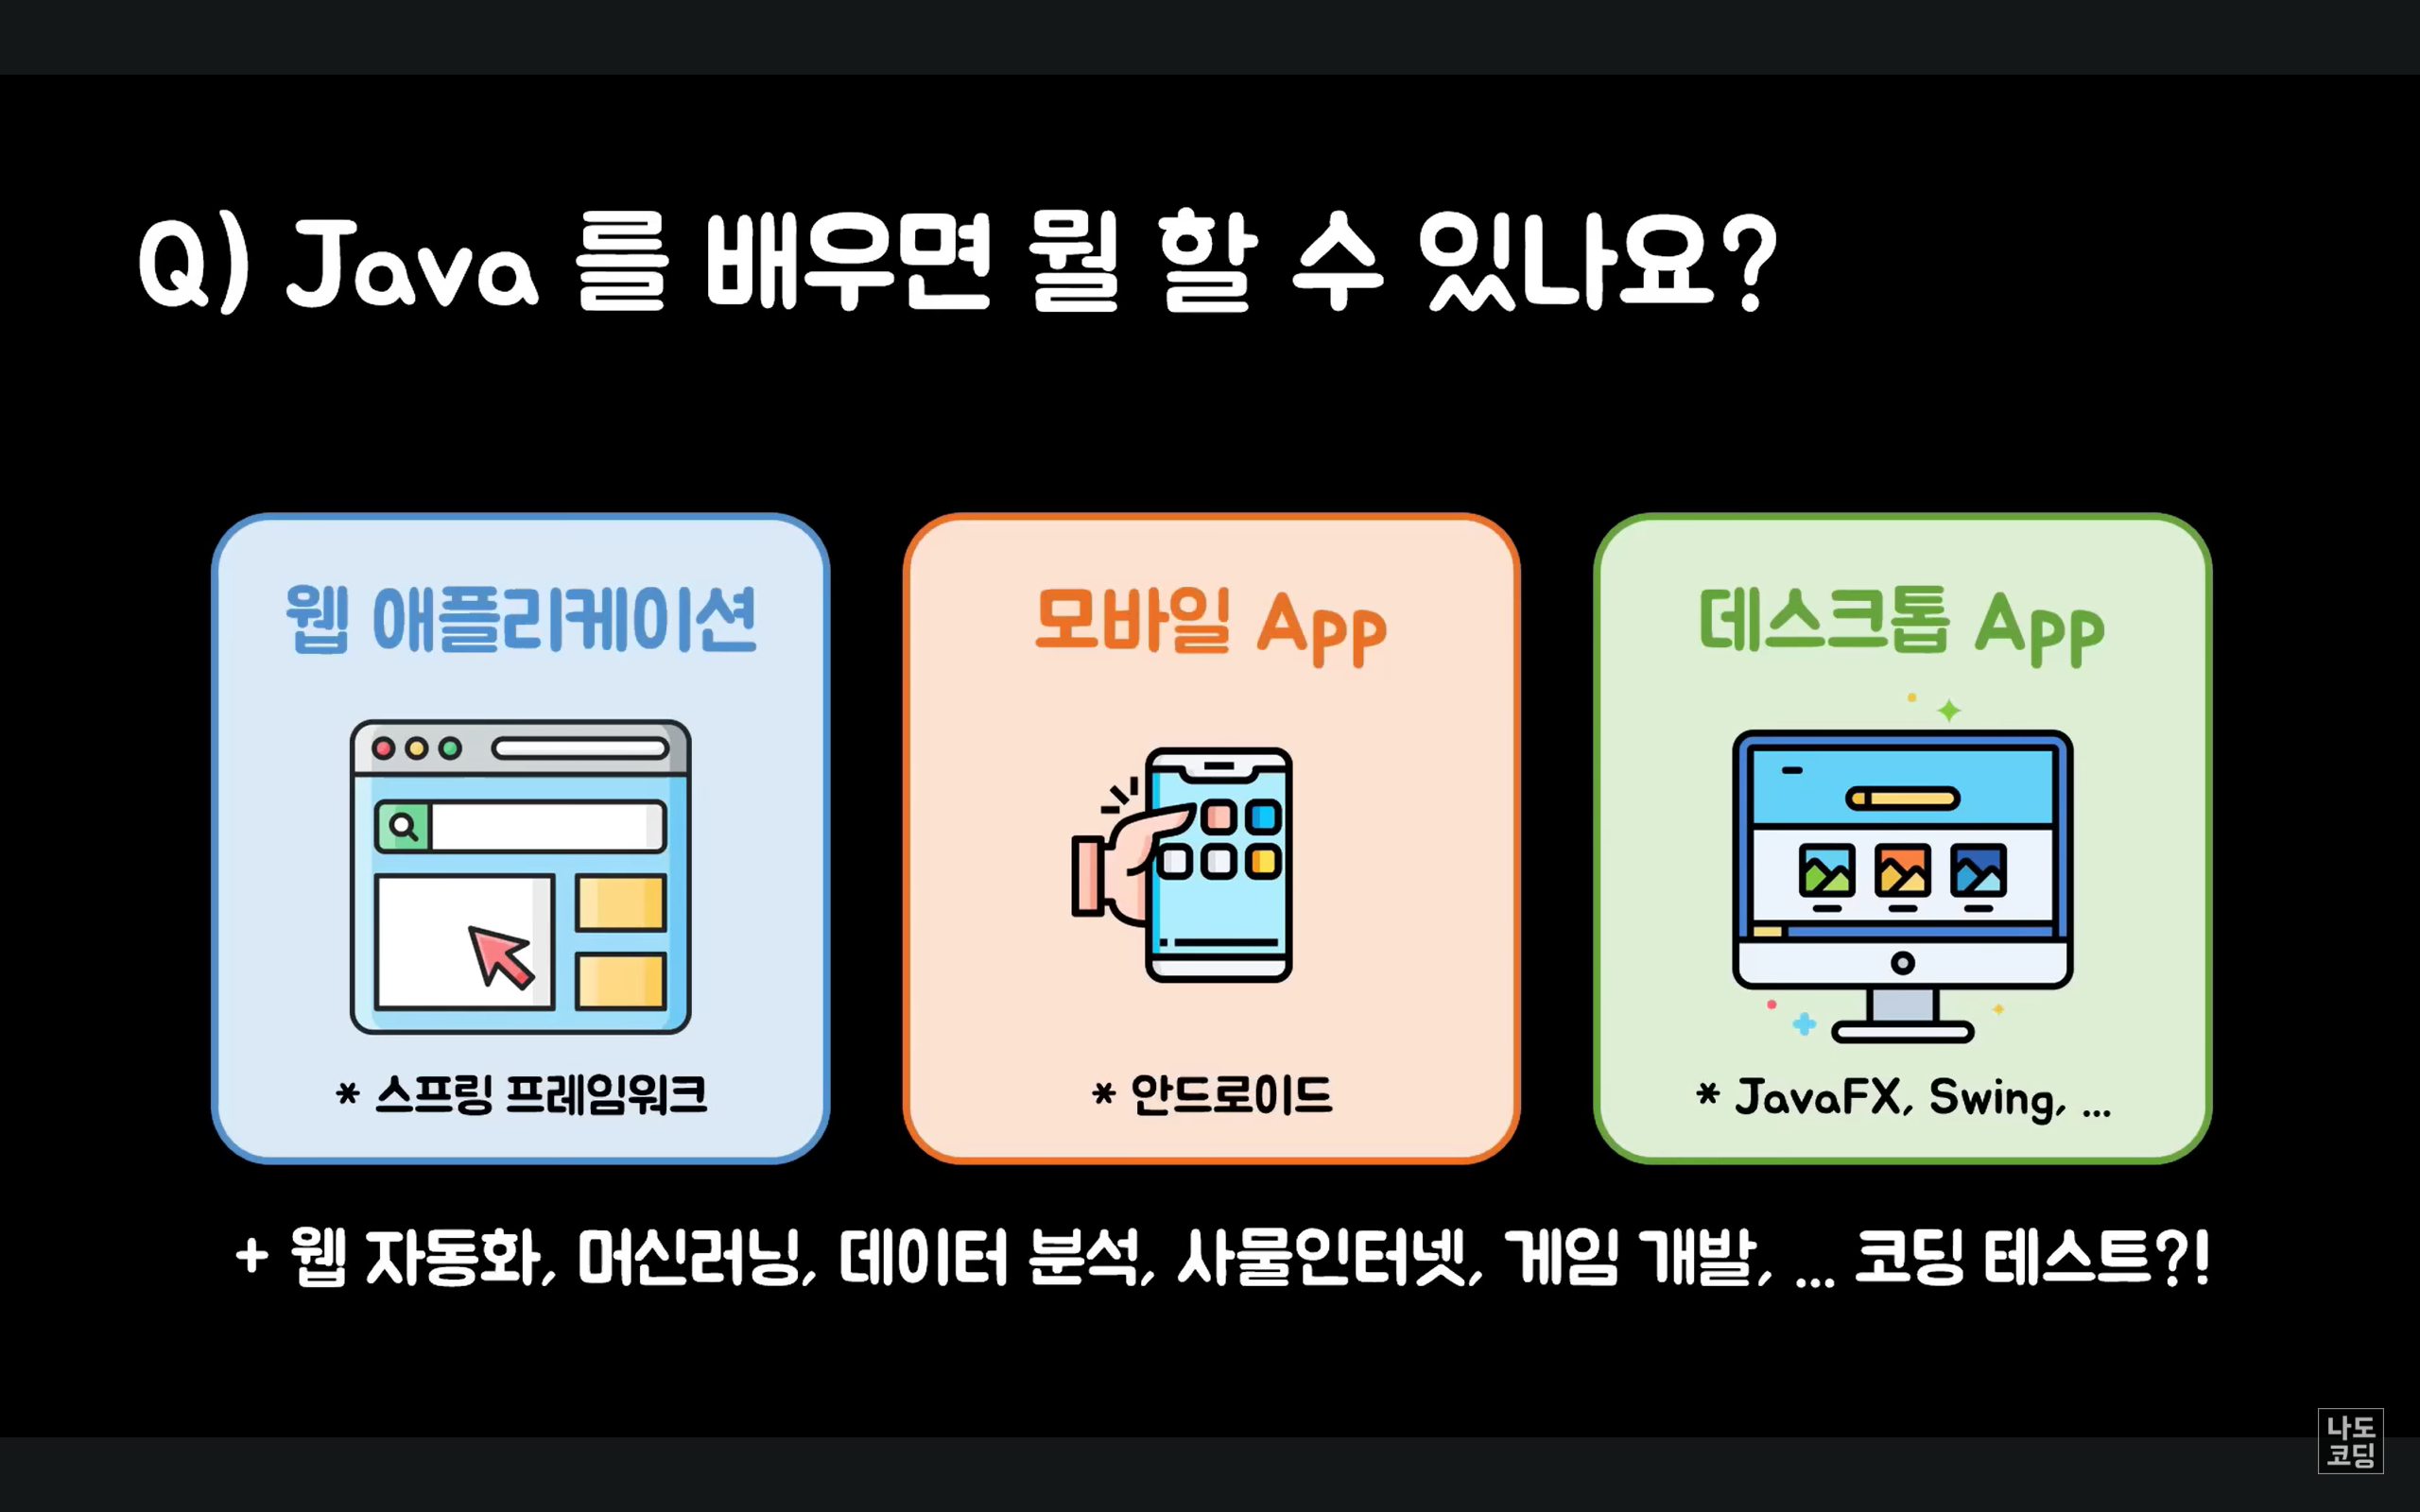 Q) Java 를 배우면 뭘 할 수 있나요?
웹 애플리케이션
* 스프링 프레임워크
모바일 App
* 안드로이드
데스크톱 App
* JavaFX, Swing, ...
+ 웹 자동화, 머신러닝, 데이터 분석, 사물인터넷, 게임 개발, ... 코딩 테스트?!
나도
코딩